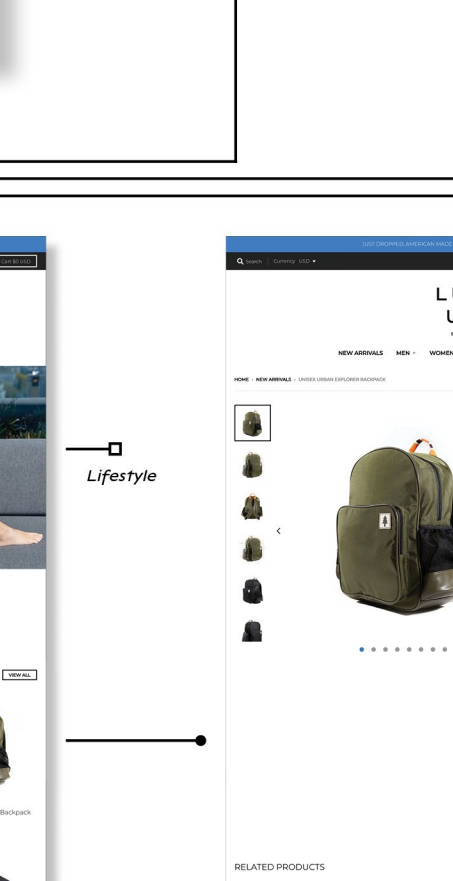 Cart $0 USD
Lifestyle
VIEW ALL
Backpack
JUST DROPPED: AMERICAN MADE
Search Currency USD
L
NEW ARRIVALS MEN WOMEN
HOME › NEW ARRIVALS › UNISEX URBAN EXPLORER BACKPACK
RELATED PRODUCTS